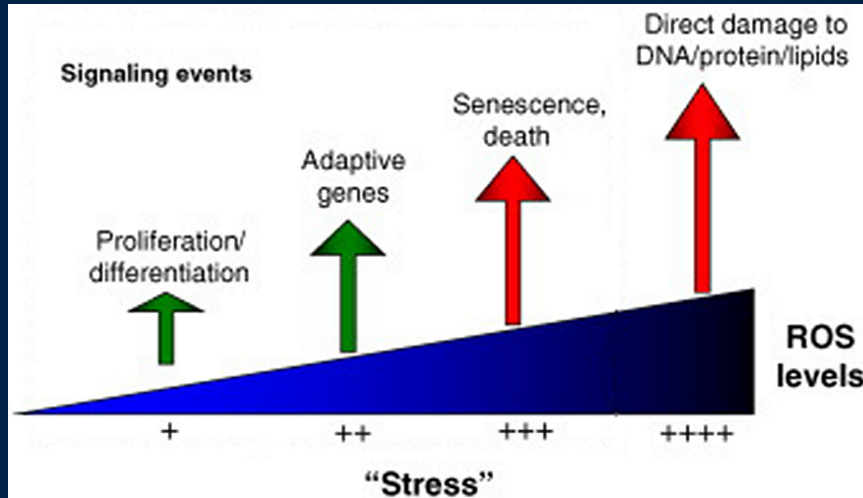 Signaling events
Proliferation/
differentiation
Adaptive
genes
Senescence,
death
Direct damage to
DNA/protein/lipids
ROS
levels
+
++
+++
++++
“Stress”